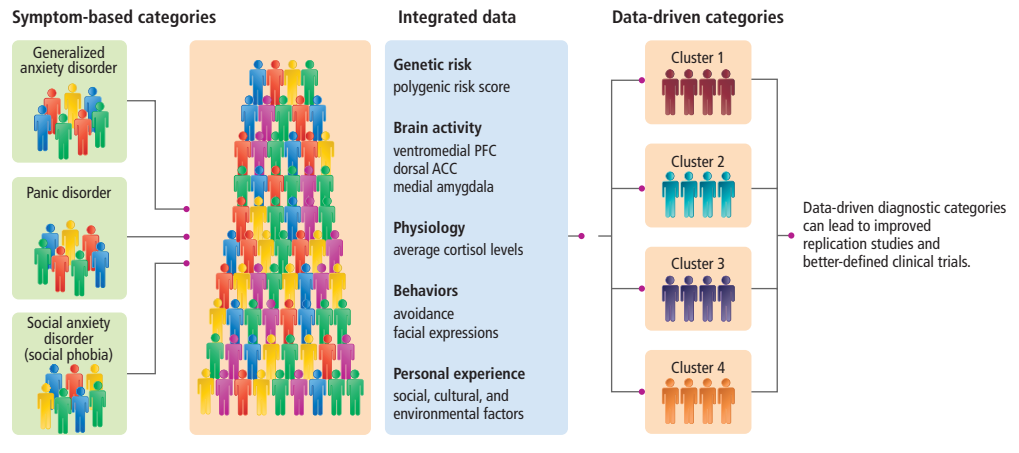 Symptom-based categories
Generalized
anxiety disorder
Panic disorder
Social anxiety
disorder
(social phobia)
Integrated data
Genetic risk
polygenic risk score
Brain activity
ventromedial PFC
dorsal ACC
medial amygdala
Physiology
average cortisol levels
Behaviors
avoidance
facial expressions
Personal experience
social, cultural, and
environmental factors
Data-driven categories
Cluster 1
Cluster 2
Cluster 3
Cluster 4
Data-driven diagnostic categories
can lead to improved
replication studies and
better-defined clinical trials.